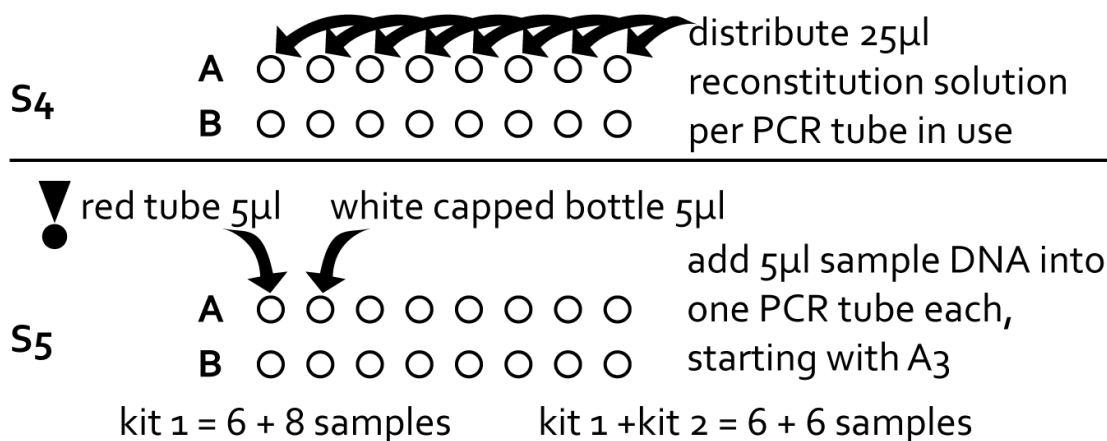 distribute 25µl
A
S4
reconstitution solution
B
per PCR tube in use
red tube 5µl
white capped bottle 5µl
add 5µl sample DNA into
A
one PCR tube each,
S5
B
starting with A3
kit 1 = 6 + 8 samples
kit 1 +kit 2 = 6 + 6 samples